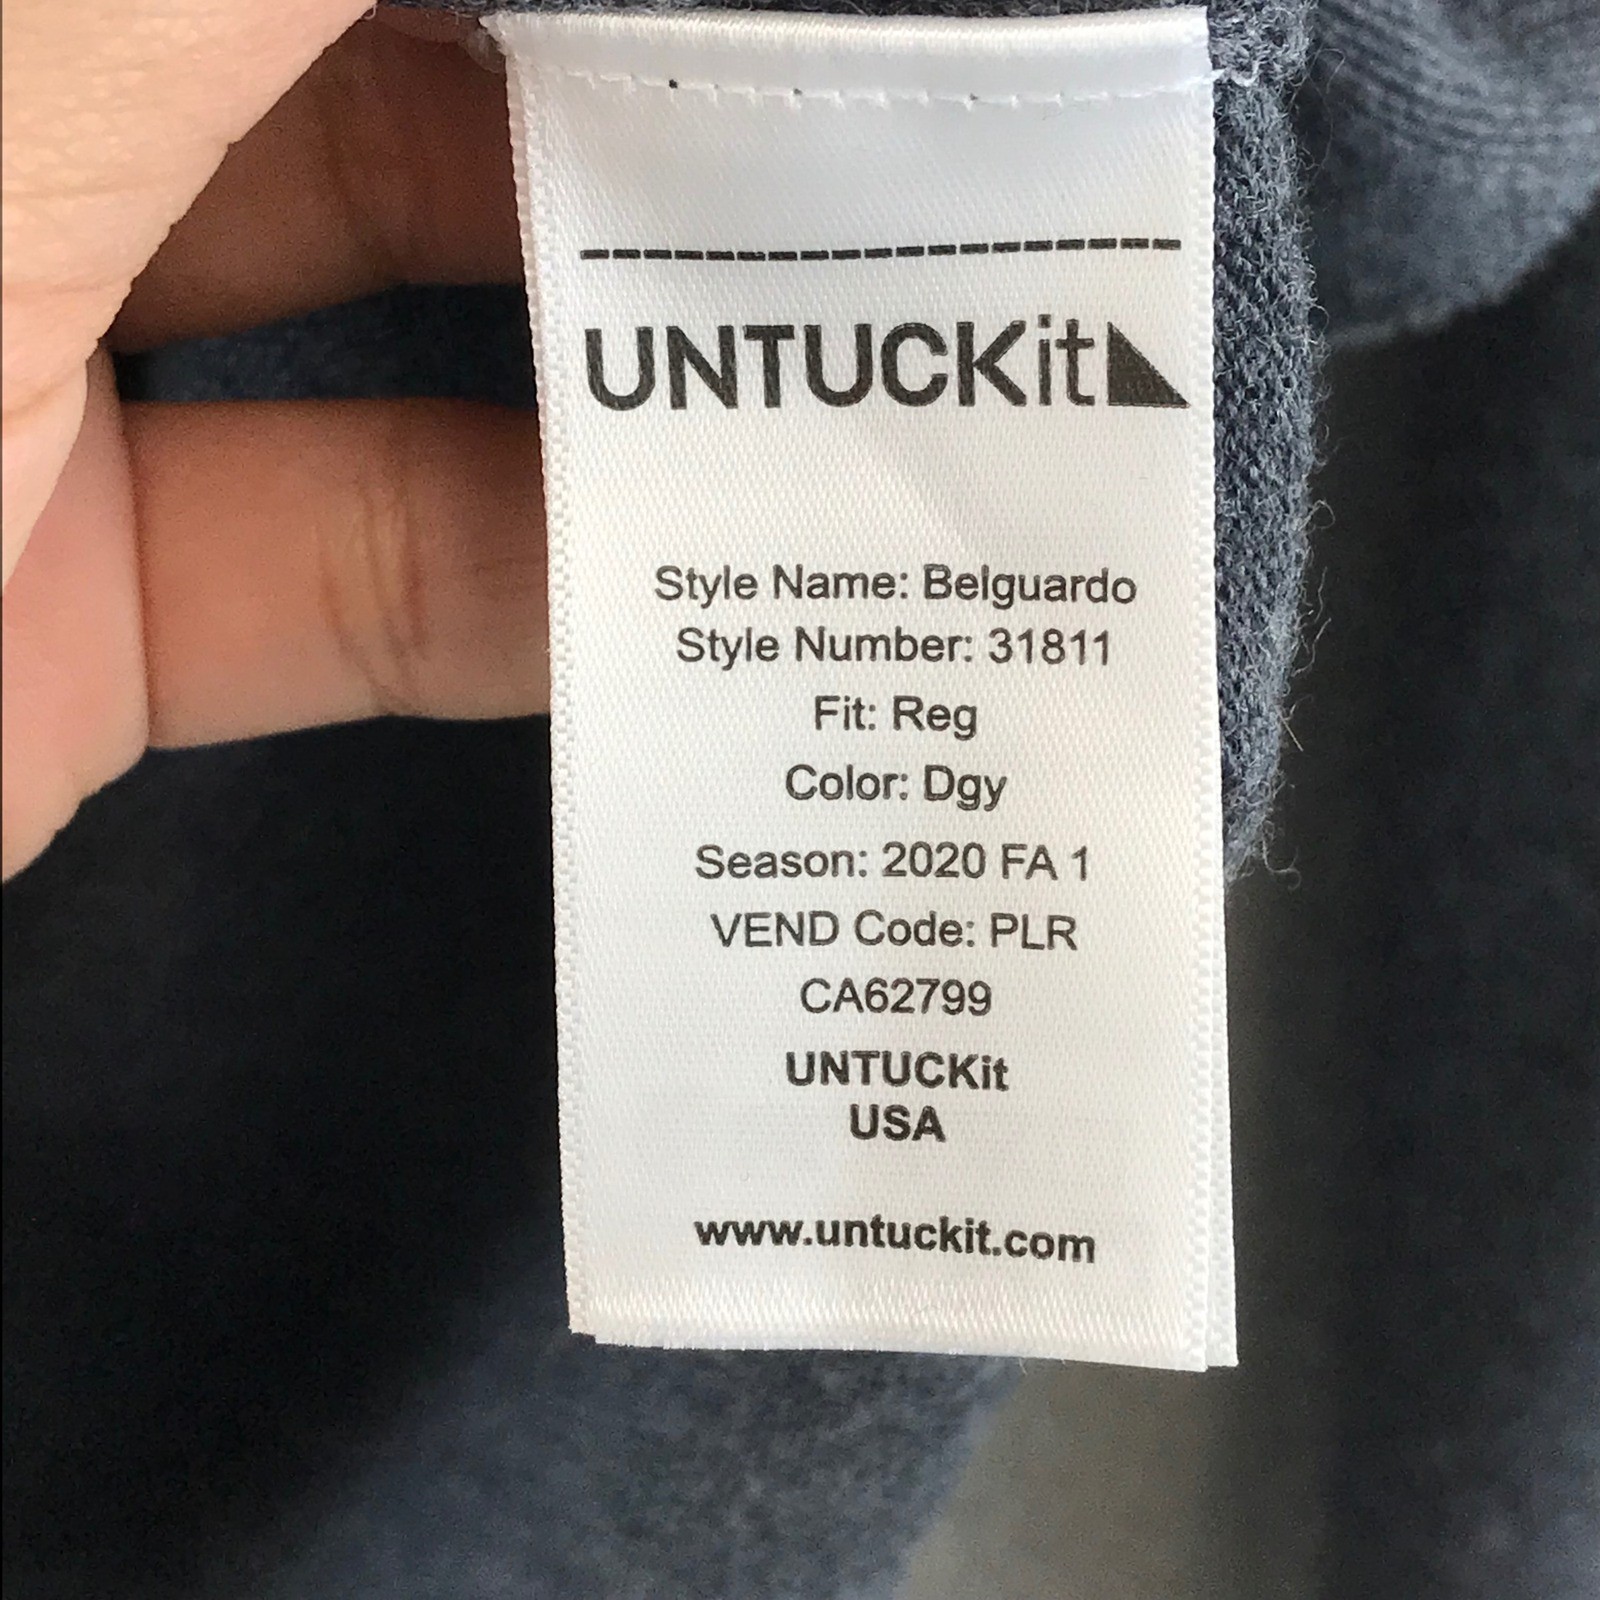 UNTUCKit
Style Name: Belguardo
Style Number: 31811
Fit: Reg
Color: Dgy
Season: 2020 FA 1
VEND Code: PLR
CA62799
UNTUCKit
USA
www.untuckit.com